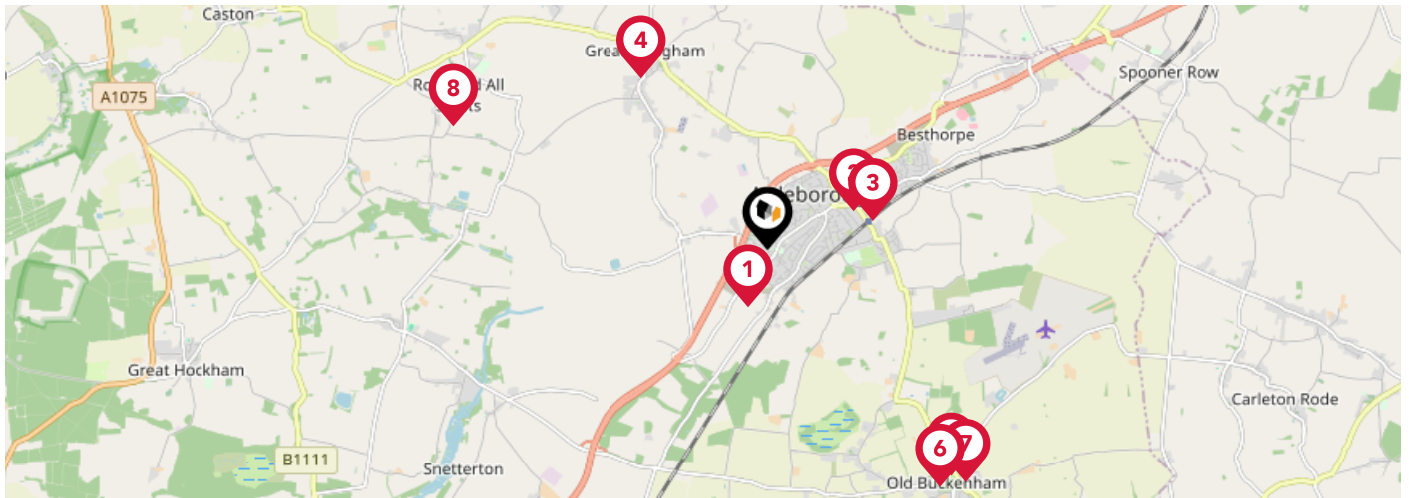 Caston
4
8
A1075
Spooner Row
Besthorpe
3
1
Great Hockham
Carleton Rode
6
7
B1111
Snetterton
Old Buckenham